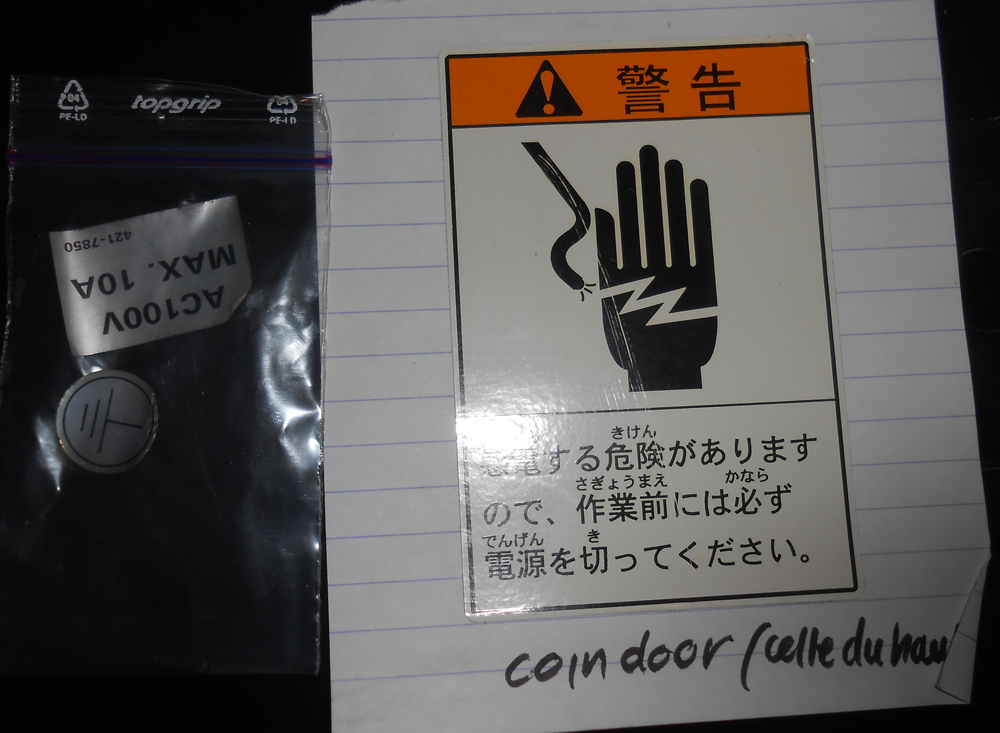 04
PE-LD
topgrip
PE-LD
AC100V
MAX. 10A
421-7850
警告
感電する危険があります
きけん
ので、作業前には必ず
さぎょうまえ
かなら
電源を切ってください。
でんげん
き
coin door (celle du hau